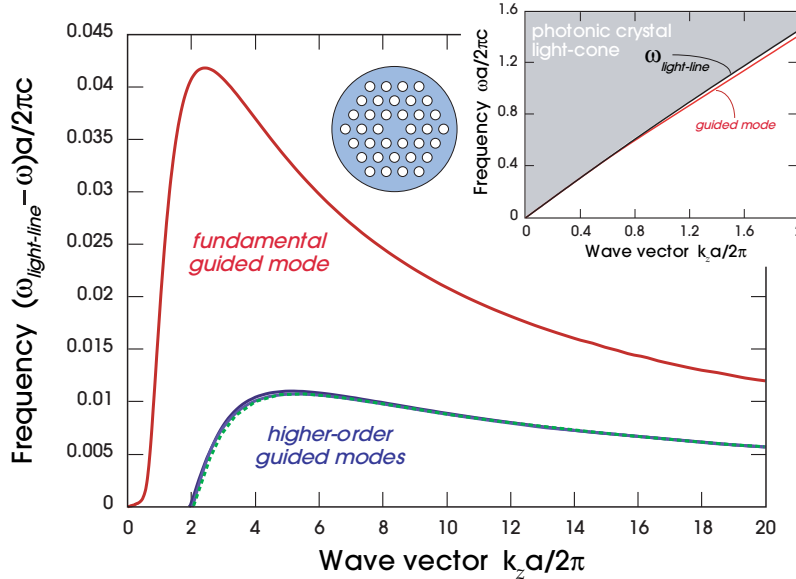 Frequency (ωlight-line−ω)a/2πc
0.045
0.04
0.035
0.03
0.025
0.02
0.015
0.01
0.005
0
fundamental
guided mode
higher-order
guided modes
0 2 4 6 8 10 12 14 16 18 20
Wave vector kza/2π
Frequency ωa/2πc
1.6
1.2
0.8
0.4
0
photonic crystal
light-cone
ωlight-line
guided mode
0 0.4 0.8 1.2 1.6 2
Wave vector kza/2π